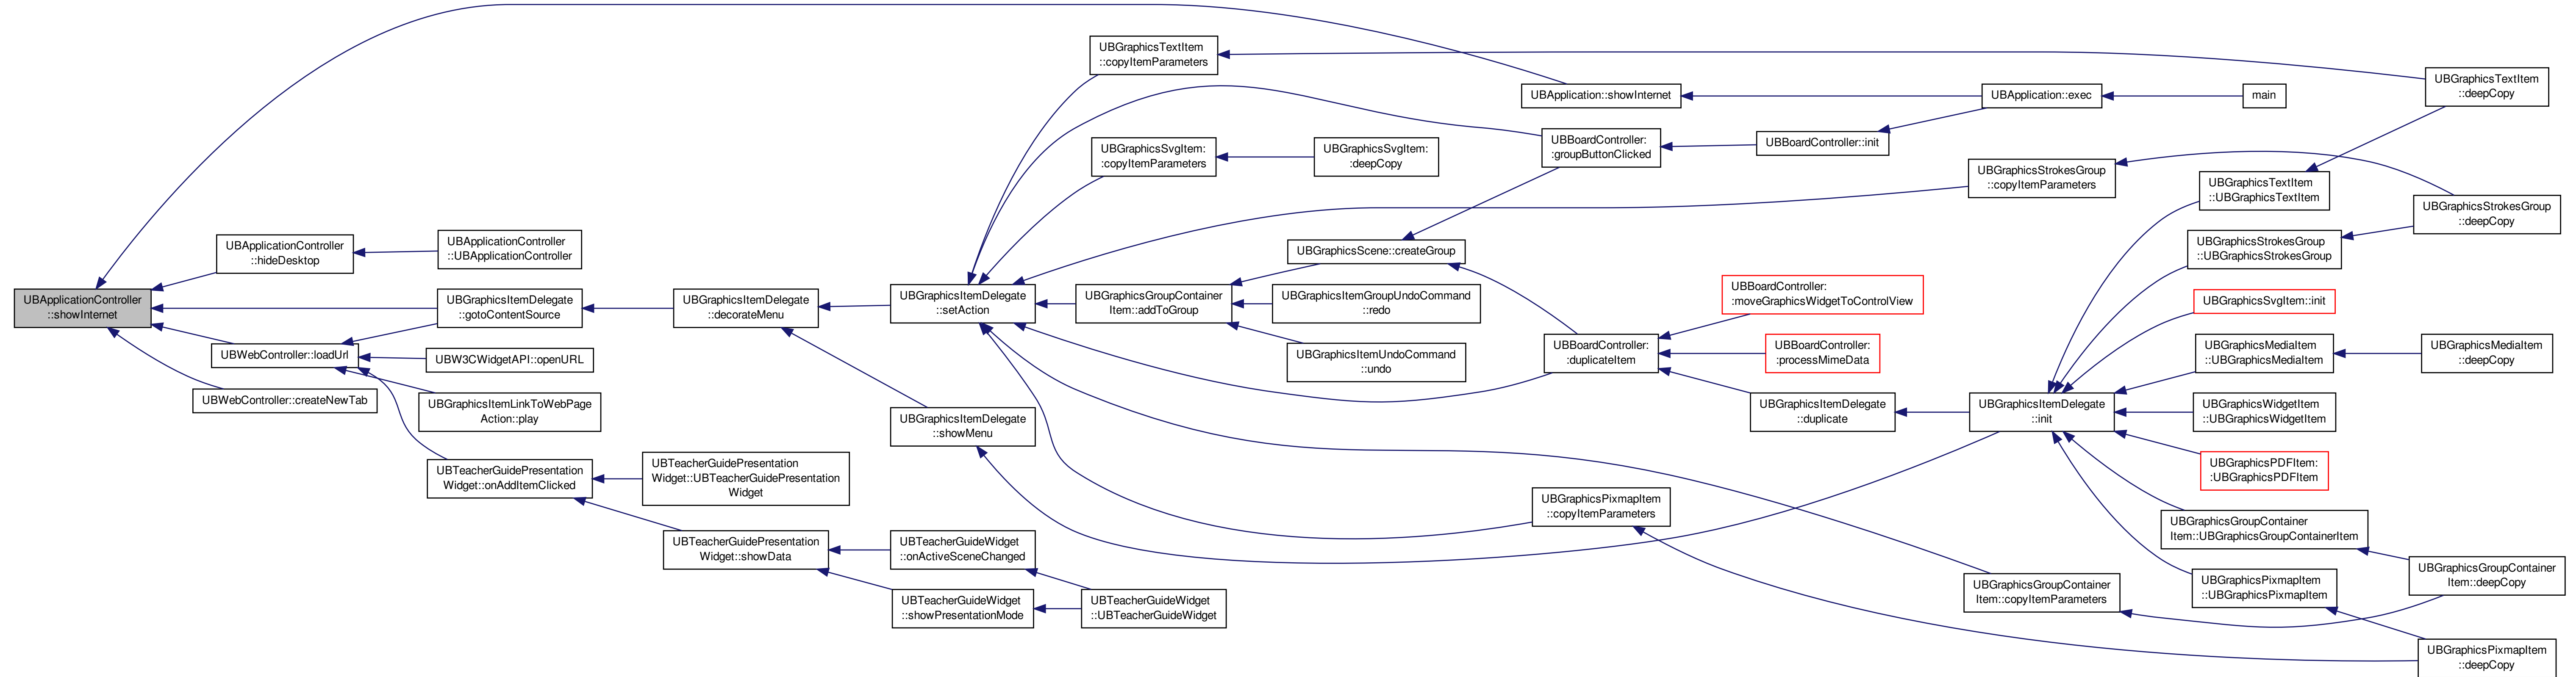 UBApplicationController
::showInternet
UBApplicationController
::hideDesktop
UBApplicationController
::UBApplicationController
UBGraphicsItemDelegate
::gotoContentSource
UBWebController::loadUrl
UBW3CWidgetAPI::openURL
UBWebController::createNewTab
UBGraphicsItemLinkToWebPage
Action::play
UBTeacherGuidePresentation
Widget::onAddItemClicked
UBTeacherGuidePresentation
Widget::UBTeacherGuidePresentation
Widget
UBTeacherGuidePresentation
Widget::showData
UBGraphicsItemDelegate
::decorateMenu
UBGraphicsItemDelegate
::setAction
UBGraphicsItemDelegate
::showMenu
UBTeacherGuideWidget
::onActiveSceneChanged
UBTeacherGuideWidget
::showPresentationMode
UBTeacherGuideWidget
::UBTeacherGuideWidget
UBGraphicsTextItem
::copyItemParameters
UBGraphicsSvgItem:
:copyItemParameters
UBGraphicsSvgItem:
:deepCopy
UBGraphicsGroupContainer
Item::addToGroup
UBGraphicsScene::createGroup
UBGraphicsItemGroupUndoCommand
::redo
UBGraphicsItemUndoCommand
::undo
UBApplication::showInternet
UBBoardController:
:groupButtonClicked
UBBoardController::init
UBApplication::exec
main
UBBoardController:
:duplicateItem
UBBoardController:
:moveGraphicsWidgetToControlView
UBBoardController:
:processMimeData
UBGraphicsItemDelegate
::duplicate
UBGraphicsPixmapItem
::copyItemParameters
UBGraphicsStrokesGroup
::copyItemParameters
UBGraphicsItemDelegate
::init
UBGraphicsGroupContainer
Item::copyItemParameters
UBGraphicsTextItem
::UBGraphicsTextItem
UBGraphicsStrokesGroup
::UBGraphicsStrokesGroup
UBGraphicsSvgItem::init
UBGraphicsMediaItem
::UBGraphicsMediaItem
UBGraphicsWidgetItem
::UBGraphicsWidgetItem
UBGraphicsPDFItem:
:UBGraphicsPDFItem
UBGraphicsGroupContainer
Item::UBGraphicsGroupContainerItem
UBGraphicsPixmapItem
::UBGraphicsPixmapItem
UBGraphicsTextItem
::deepCopy
UBGraphicsStrokesGroup
::deepCopy
UBGraphicsMediaItem
::deepCopy
UBGraphicsGroupContainer
Item::deepCopy
UBGraphicsPixmapItem
::deepCopy